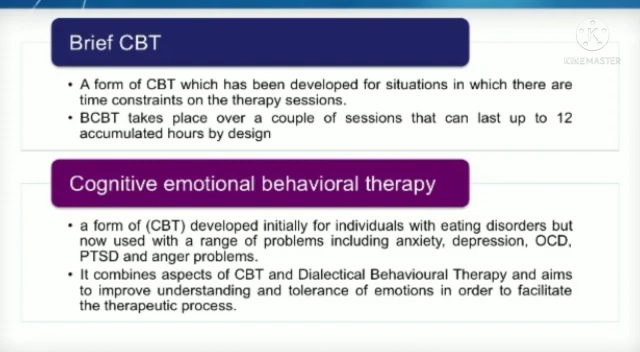 KINEMASTER
Brief CBT
• A form of CBT which has been developed for situations in which there are
time constraints on the therapy sessions.
• BCBT takes place over a couple of sessions that can last up to 12
accumulated hours by design
Cognitive emotional behavioral therapy
• a form of (CBT) developed initially for individuals with eating disorders but
now used with a range of problems including anxiety, depression, OCD,
PTSD and anger problems.
• It combines aspects of CBT and Dialectical Behavioural Therapy and aims
to improve understanding and tolerance of emotions in order to facilitate
the therapeutic process.